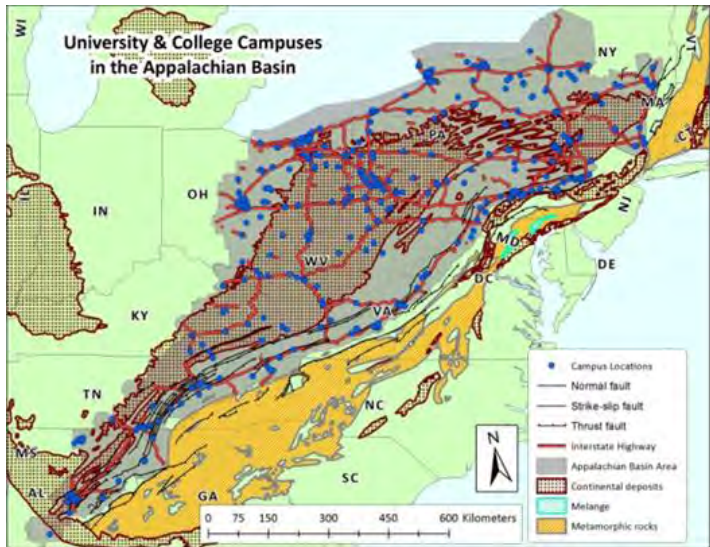 University & College Campuses
in the Appalachian Basin
WI
NY
VT
MA
CT
PA
OH
IL
IN
NJ
MD
WV
DE
DC
KY
VA
TN
NC
MS
SC
AL
GA
N
Campus Locations
Normal fault
Strike-slip fault
Thrust fault
Interstate Highway
Appalachian Basin Area
Continental deposits
Melange
Metamorphic rocks
0 75 150 300 450 600 Kilometers